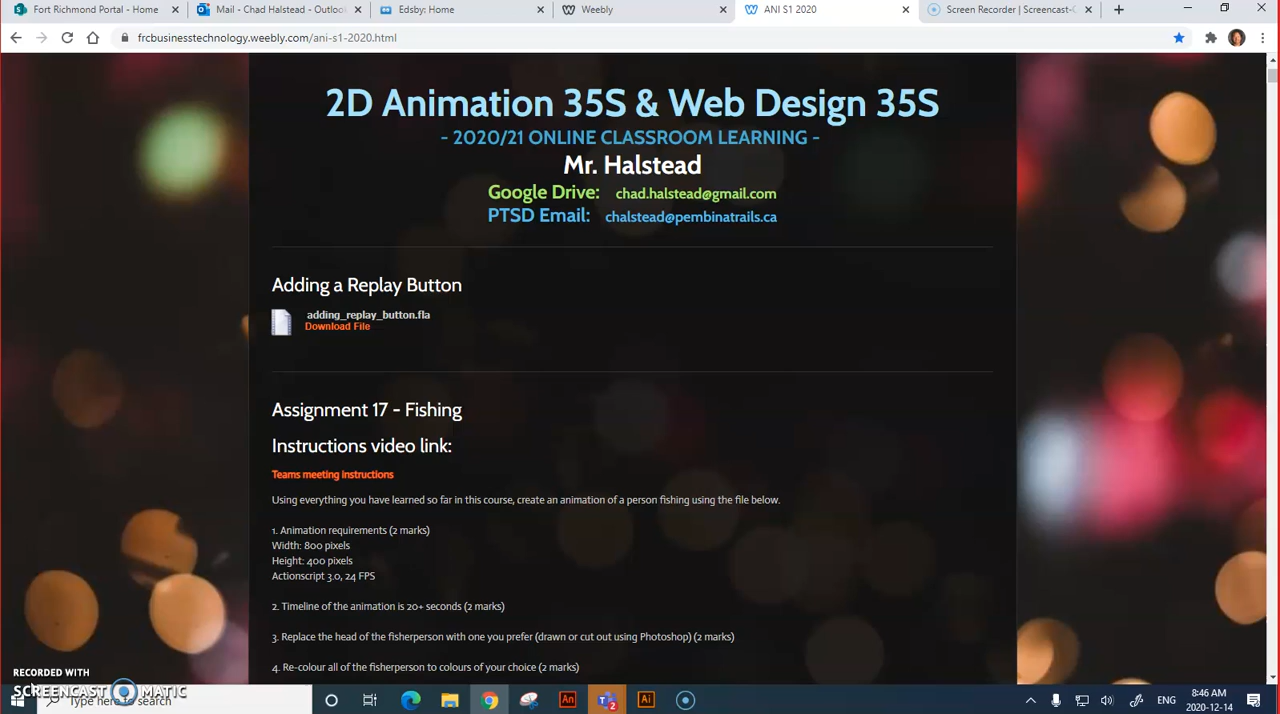 Fort Richmond Portal - Home
Mail - Chad Halstead - Outlook
Edsby: Home
Weebly
ANI S1 2020
Screen Recorder | Screencast-O
frcbusinesstechnology.weebly.com/ani-s1-2020.html
2D Animation 35S & Web Design 35S
- 2020/21 ONLINE CLASSROOM LEARNING -
Mr. Halstead
Google Drive: chad.halstead@gmail.com
PTSD Email: chalstead@pembinatrails.ca
Adding a Replay Button
adding_replay_button.fla
Download File
Assignment 17 - Fishing
Instructions video link:
Teams meeting instructions
Using everything you have learned so far in this course, create an animation of a person fishing using the file below.
1. Animation requirements (2 marks)
Width: 800 pixels
Height: 400 pixels
Actionscript 3.0, 24 FPS
2. Timeline of the animation is 20+ seconds (2 marks)
3. Replace the head of the fisherperson with one you prefer (drawn or cut out using Photoshop) (2 marks)
4. Re-colour all of the fisherperson to colours of your choice (2 marks)
RECORDED WITH
SCREENCAST MATIC
Type here to search
An
2
Ai
ENG
8:46 AM
2020-12-14